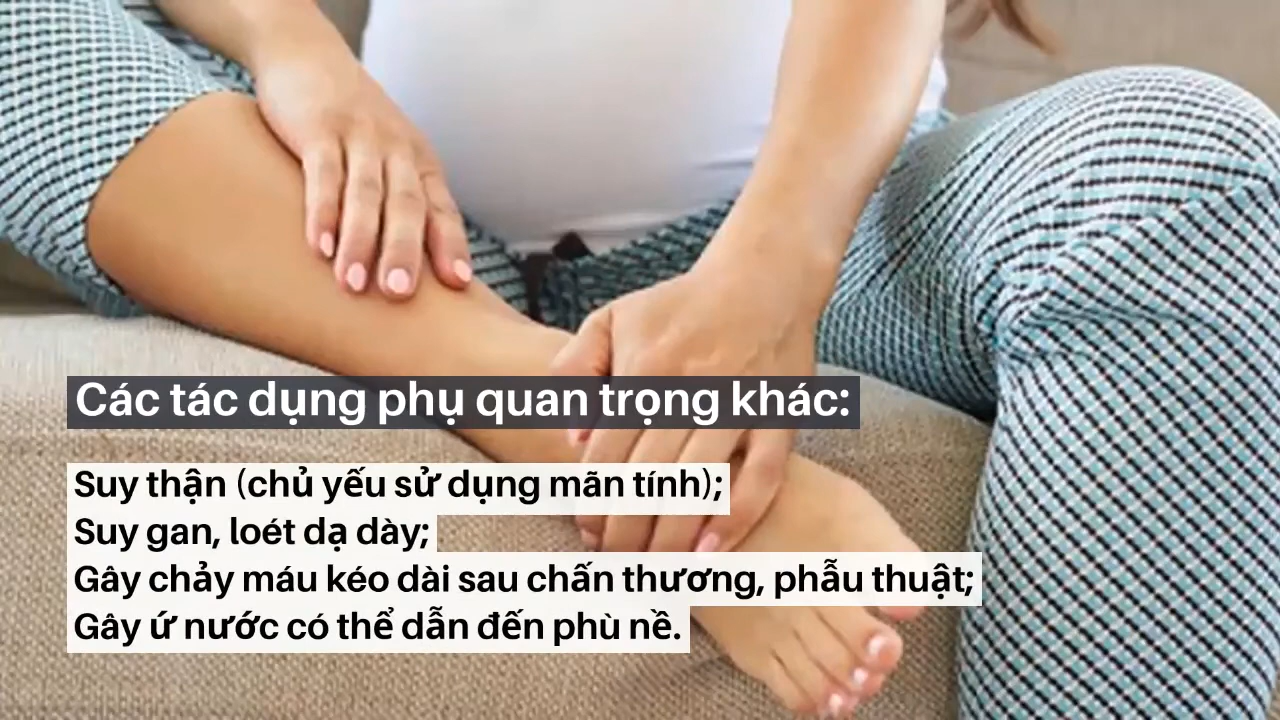 Các tác dụng phụ quan trọng khác:
Suy thận (chủ yếu sử dụng mãn tính);
Suy gan, loét dạ dày;
Gây chảy máu kéo dài sau chấn thương, phẫu thuật;
Gây ứ nước có thể dẫn đến phù nề.